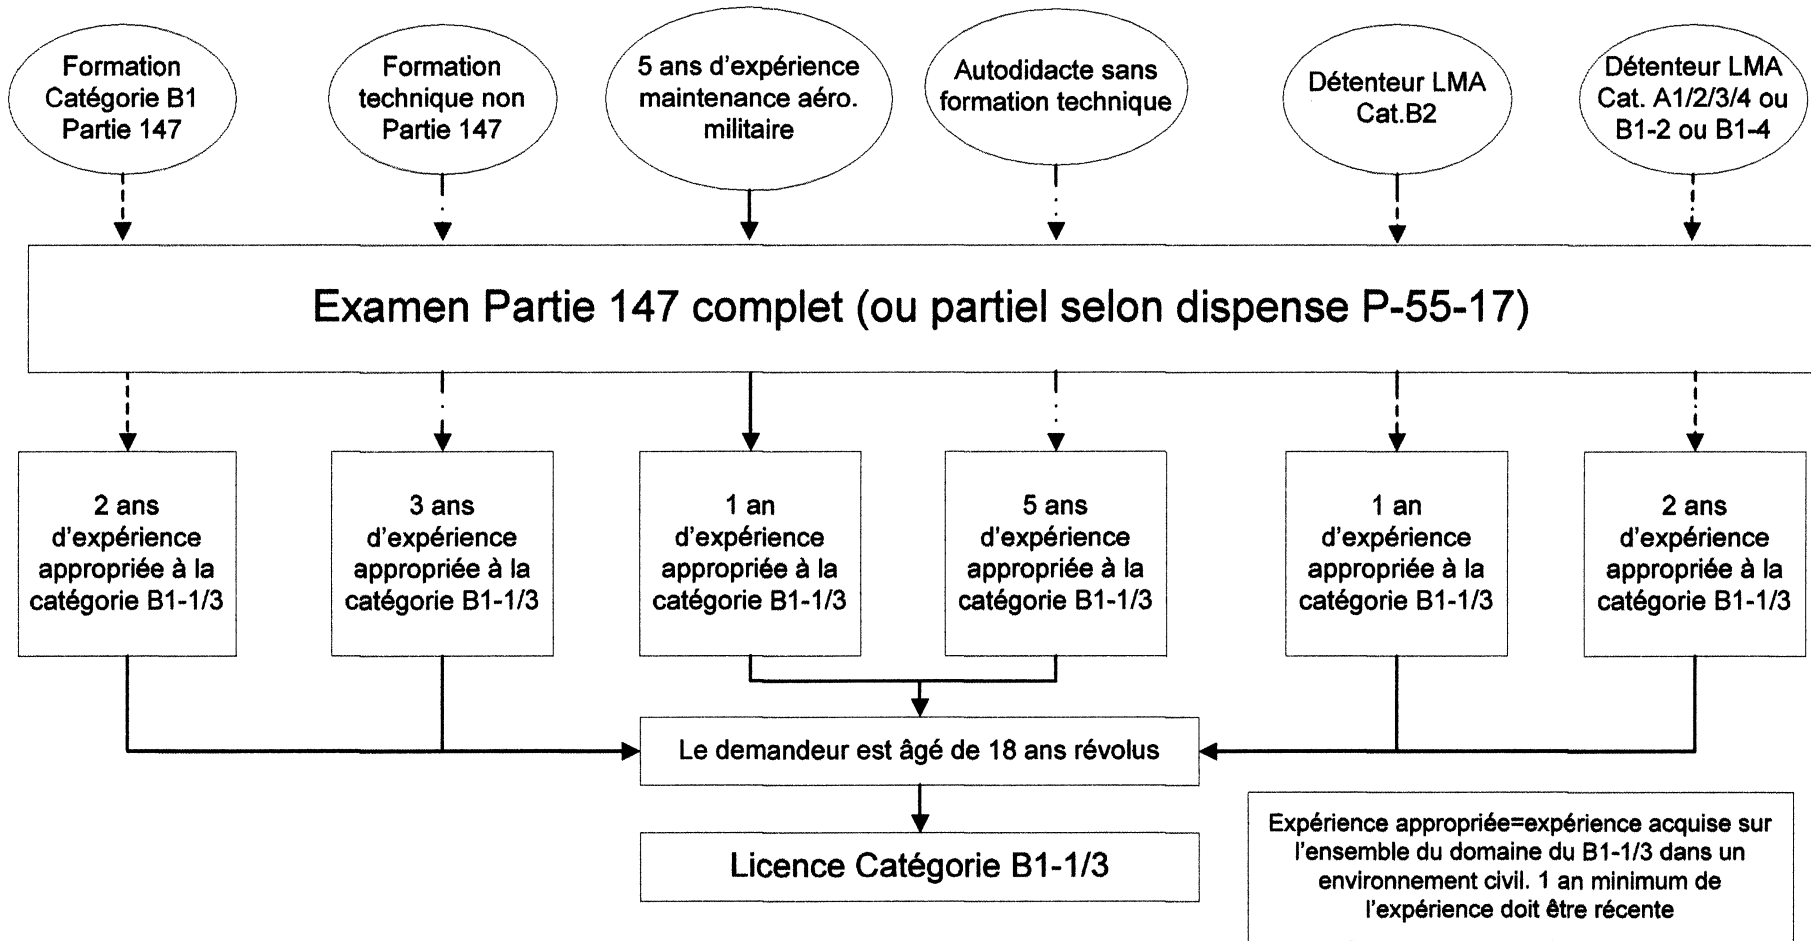 Formation
Catégorie B1
Partie 147
Formation
technique non
Partie 147
5 ans d'expérience
maintenance aéro.
militaire
Autodidacte sans
formation technique
Détenteur LMA
Cat.B2
Détenteur LMA
Cat. A1/2/3/4 ou
B1-2 ou B1-4
Examen Partie 147 complet (ou partiel selon dispense P-55-17)
2 ans
d'expérience
appropriée à la
catégorie B1-1/3
3 ans
d'expérience
appropriée à la
catégorie B1-1/3
1 an
d'expérience
appropriée à la
catégorie B1-1/3
5 ans
d'expérience
appropriée à la
catégorie B1-1/3
1 an
d'expérience
appropriée à la
catégorie B1-1/3
2 ans
d'expérience
appropriée à la
catégorie B1-1/3
Le demandeur est âgé de 18 ans révolus
Licence Catégorie B1-1/3
Expérience appropriée=expérience acquise sur
l'ensemble du domaine du B1-1/3 dans un
environnement civil. 1 an minimum de
l'expérience doit être récente